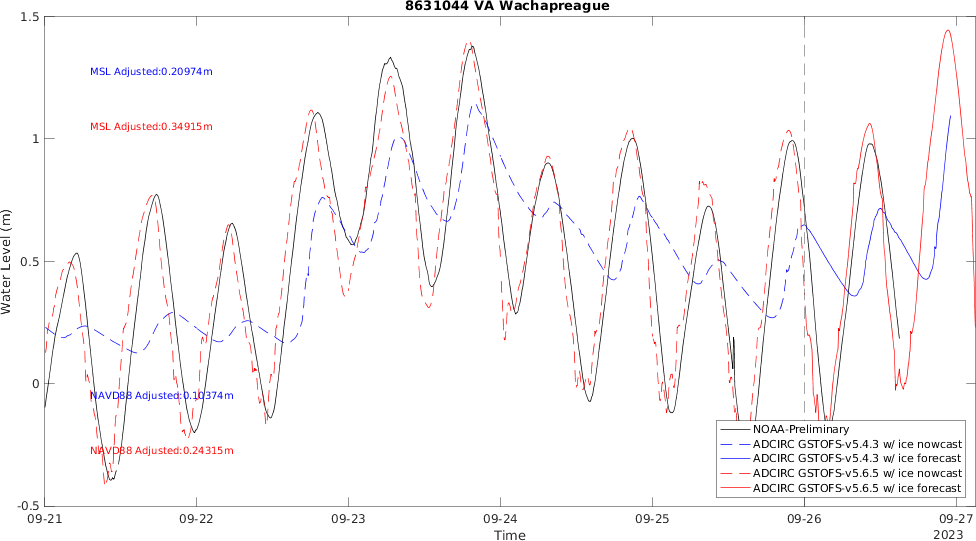 8631044 VA Wachapreague
1.5
MSL Adjusted:0.20974m
MSL Adjusted:0.34915m
1
Water Level (m)
0.5
0
NAVD88 Adjusted:0.10374m
NAVD88 Adjusted:0.24315m
NOAA-Preliminary
ADCIRC GSTOFS-v5.4.3 w/ ice nowcast
ADCIRC GSTOFS-v5.4.3 w/ ice forecast
ADCIRC GSTOFS-v5.6.5 w/ ice nowcast
ADCIRC GSTOFS-v5.6.5 w/ ice forecast
-0.5
09-21 09-22 09-23 09-24 09-25 09-26 09-27
Time 2023